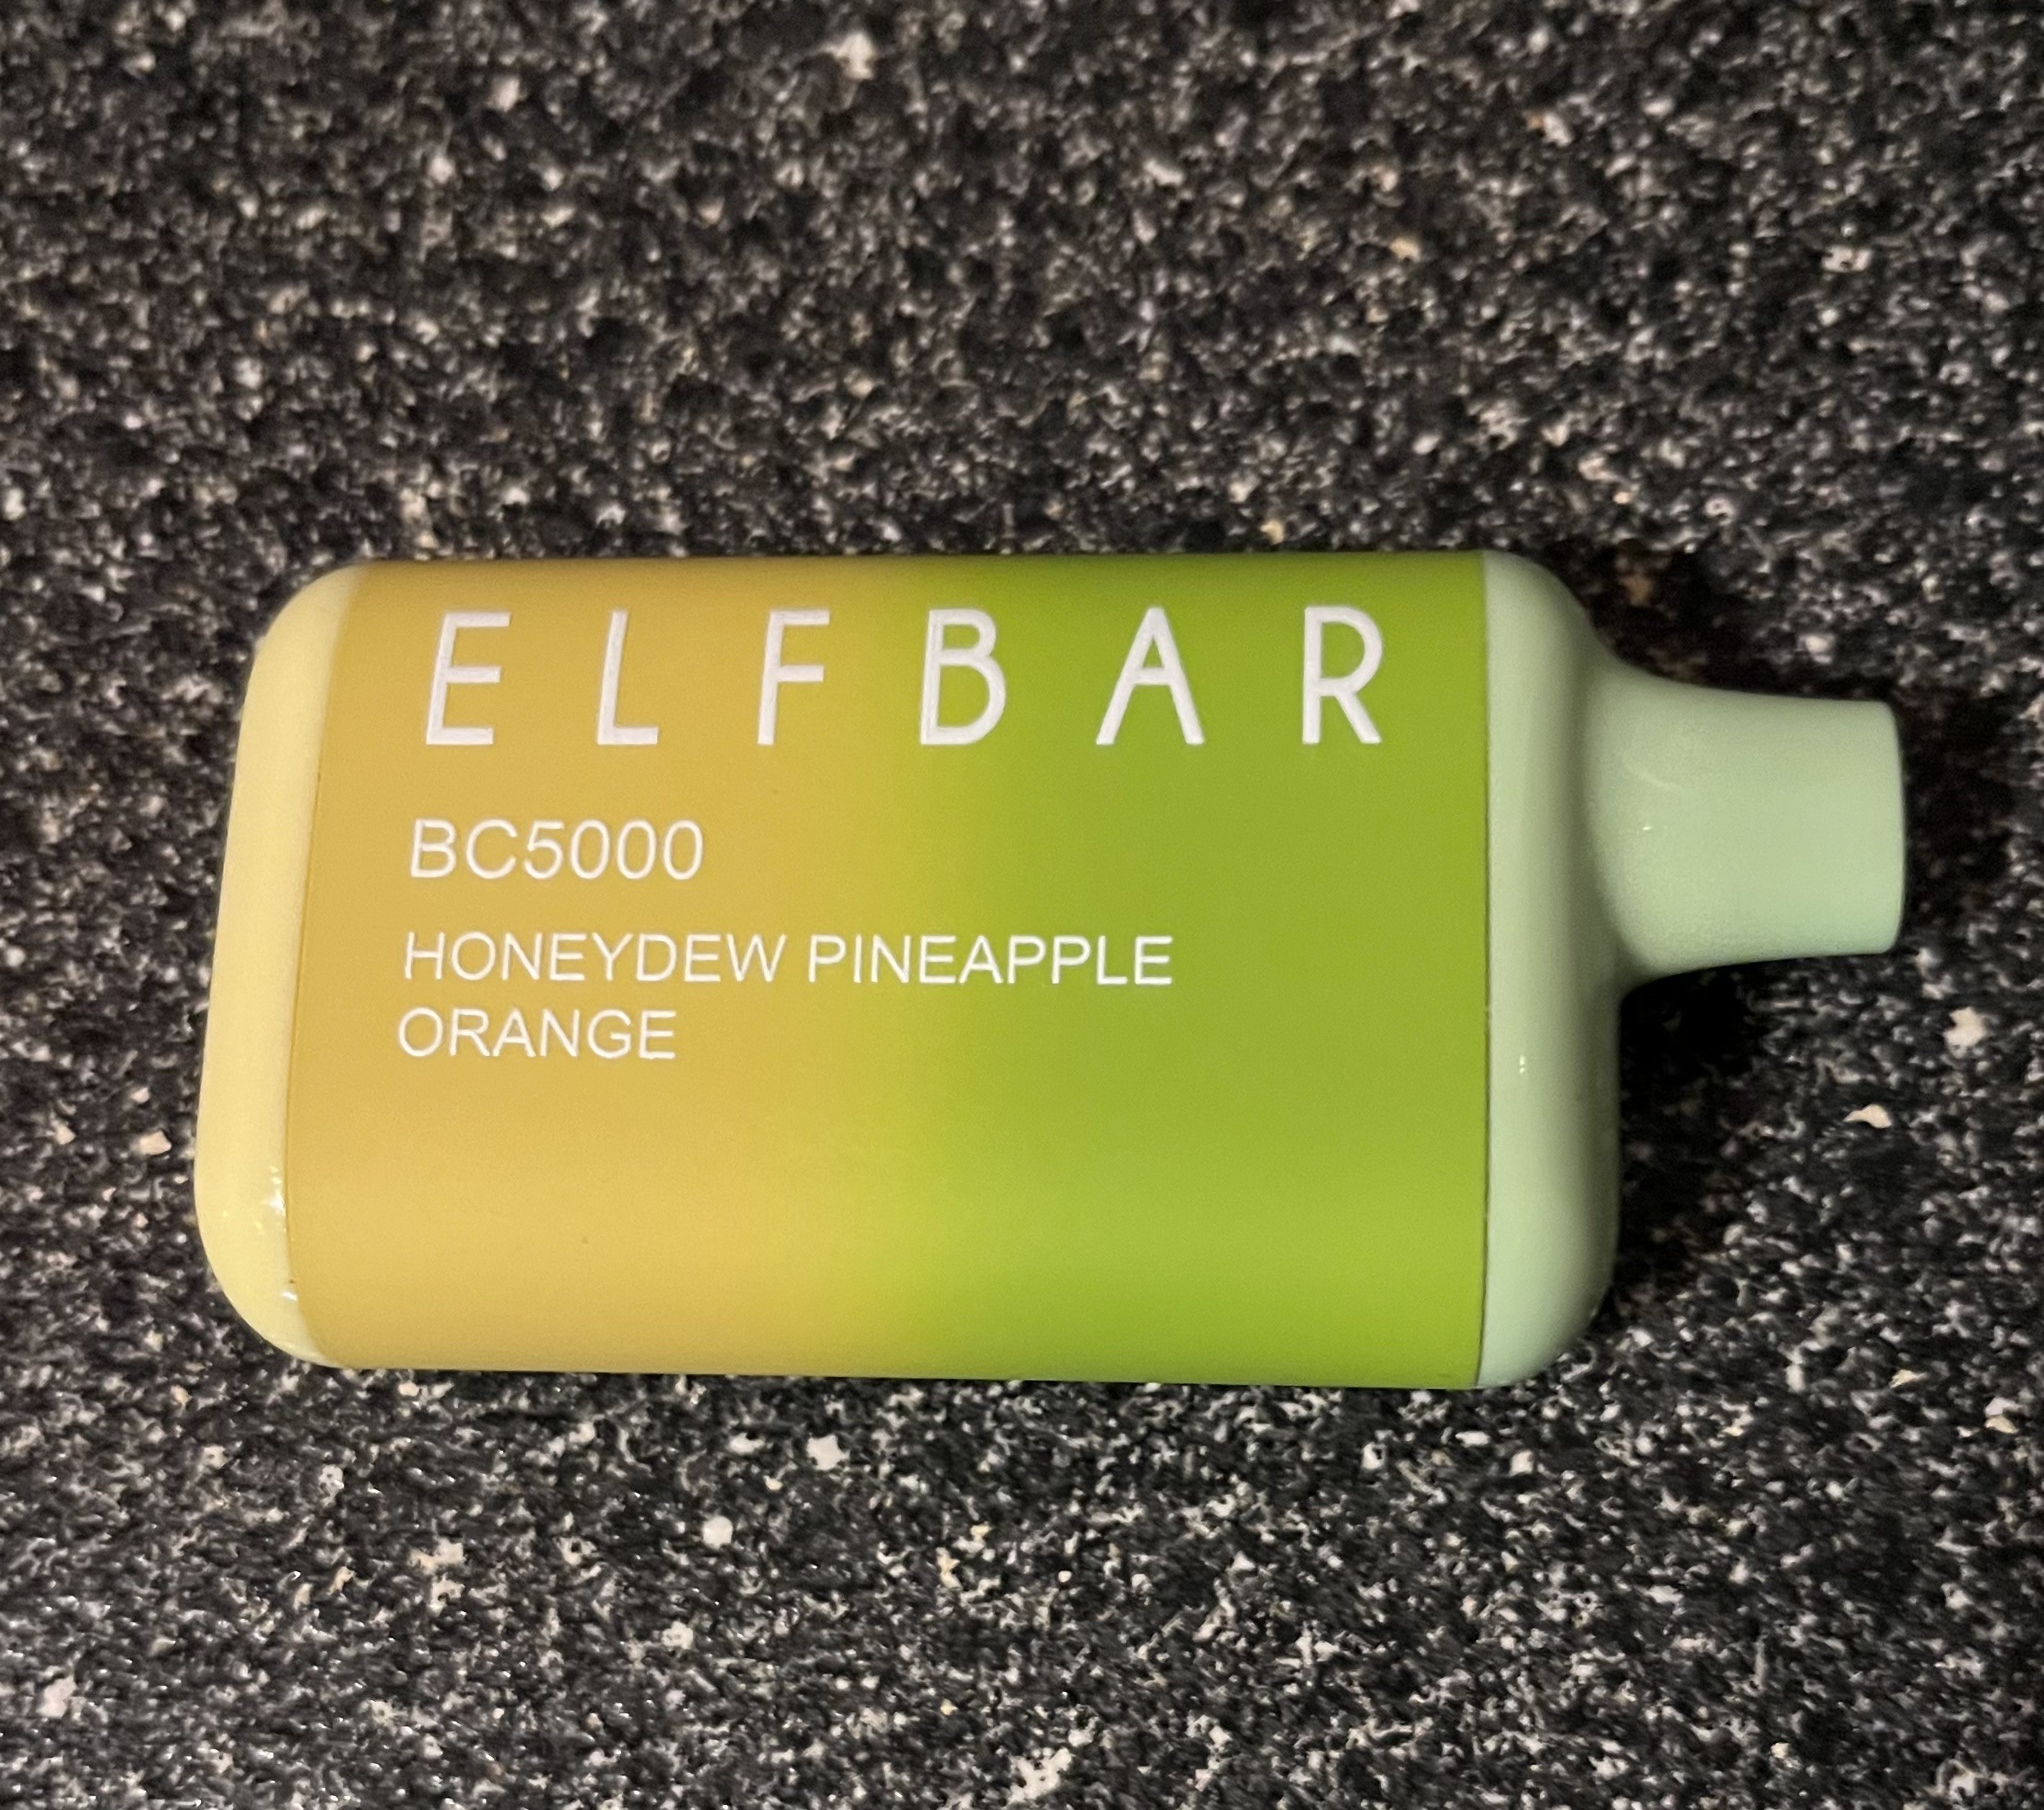 ELFBAR
BC5000
HONEYDEW PINEAPPLE
ORANGE